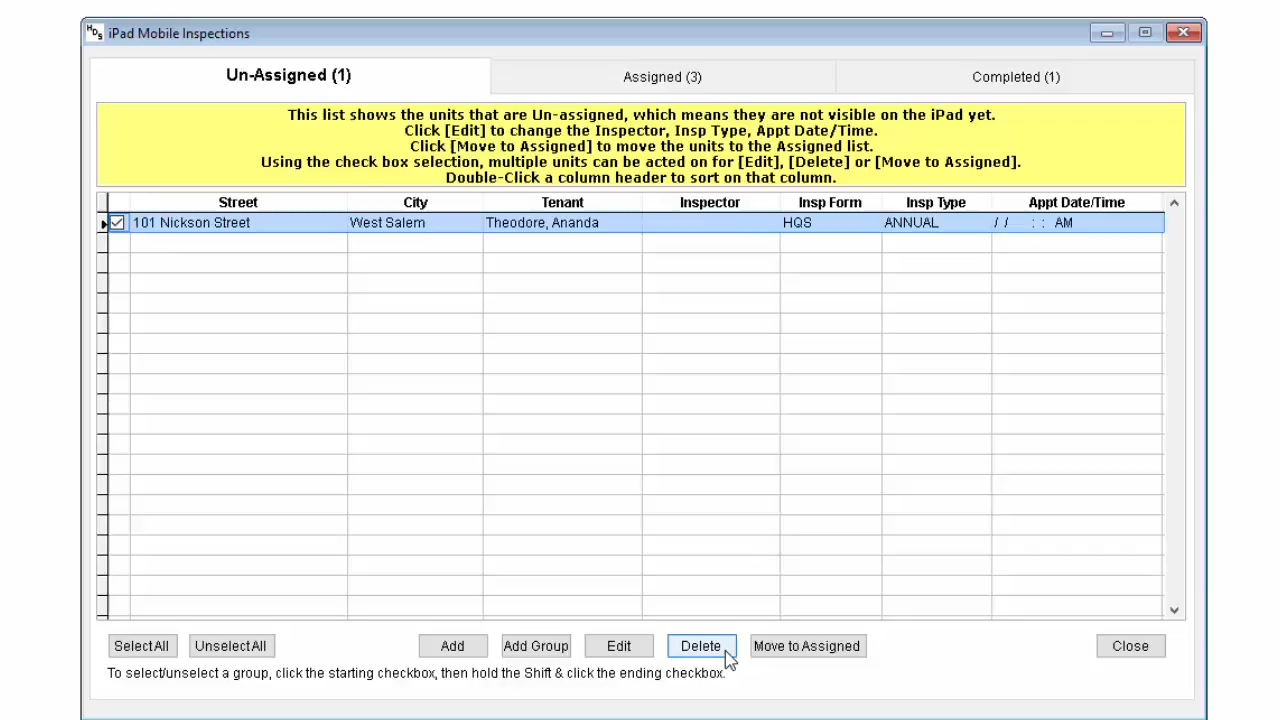 HDS iPad Mobile Inspections
Un-Assigned (1) Assigned (3) Completed (1)
This list shows the units that are Un-assigned, which means they are not visible on the iPad yet.
Click [Edit] to change the Inspector, Insp Type, Appt Date/Time.
Click [Move to Assigned] to move the units to the Assigned list.
Using the check box selection, multiple units can be acted on for [Edit], [Delete] or [Move to Assigned].
Double-Click a column header to sort on that column.
Street City Tenant Inspector Insp Form Insp Type Appt Date/Time
101 Nickson Street West Salem Theodore, Ananda HQS ANNUAL / / : : AM
Select All Unselect All Add Add Group Edit Delete Move to Assigned Close
To select/unselect a group, click the starting checkbox, then hold the Shift & click the ending checkbox.